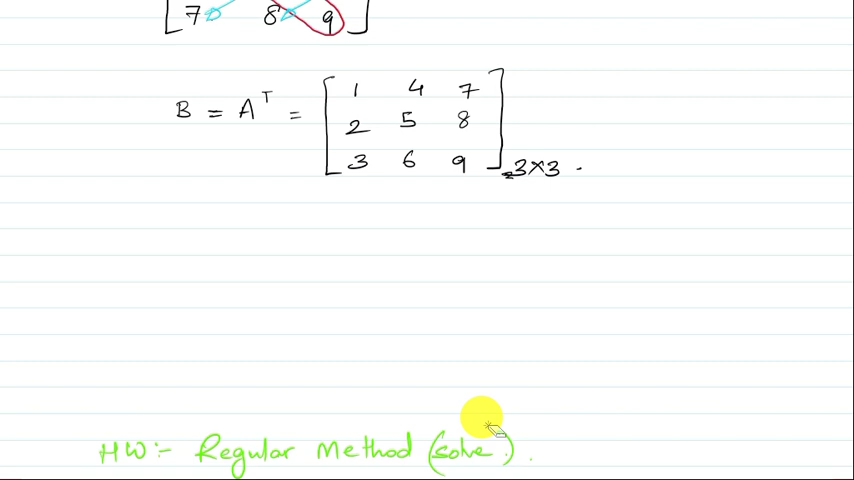 7 8 9
B = A^T = [ 1 4 7
2 5 8
3 6 9 ] 3×3
HW:- Regular Method (solve).